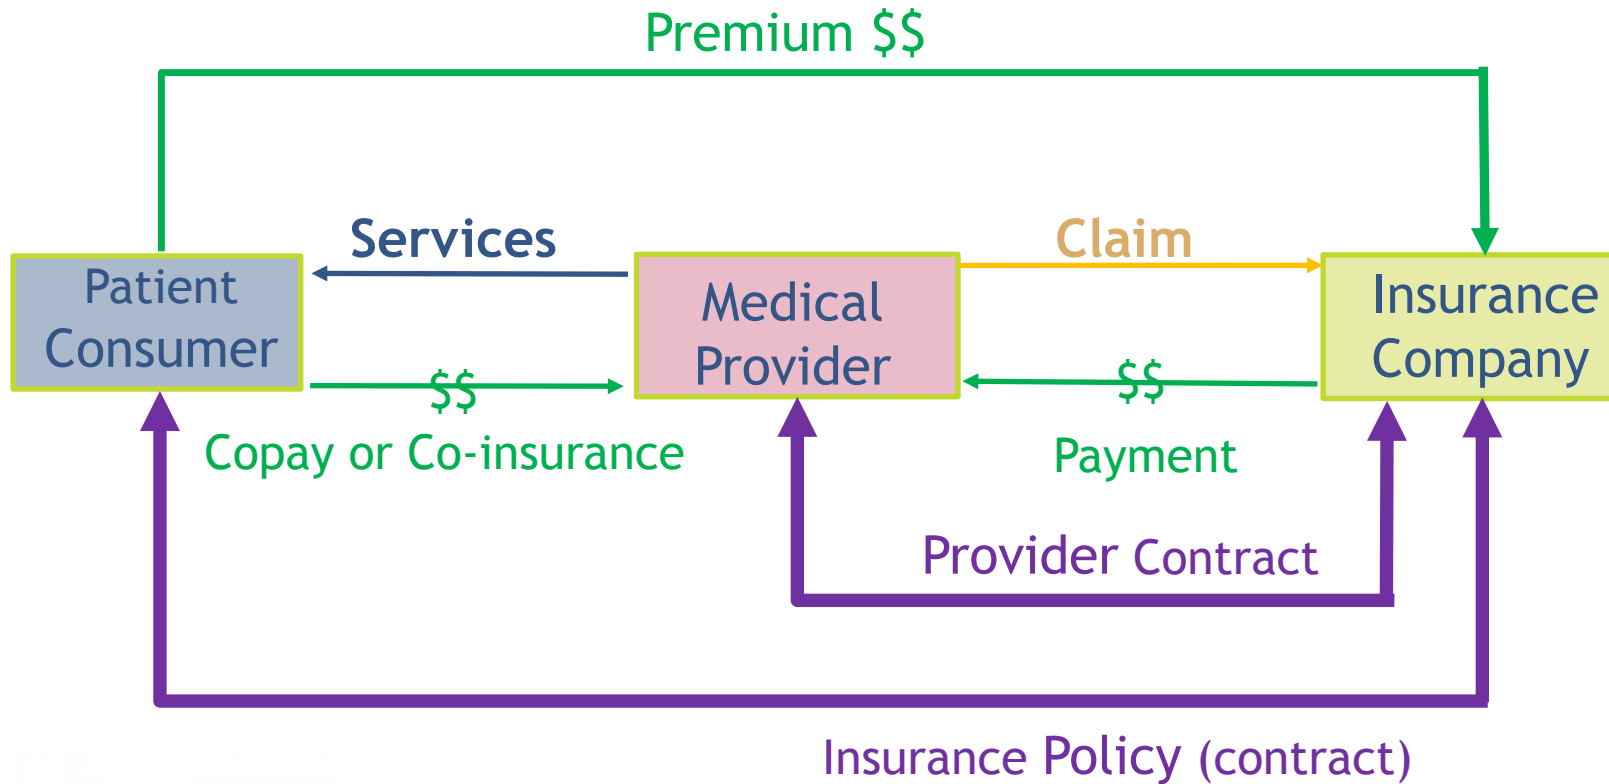 Premium $$
Services
Claim
Patient
Consumer
Medical
Provider
Insurance
Company
$$
$$
Copay or Co-insurance
Payment
Provider Contract
Insurance Policy (contract)